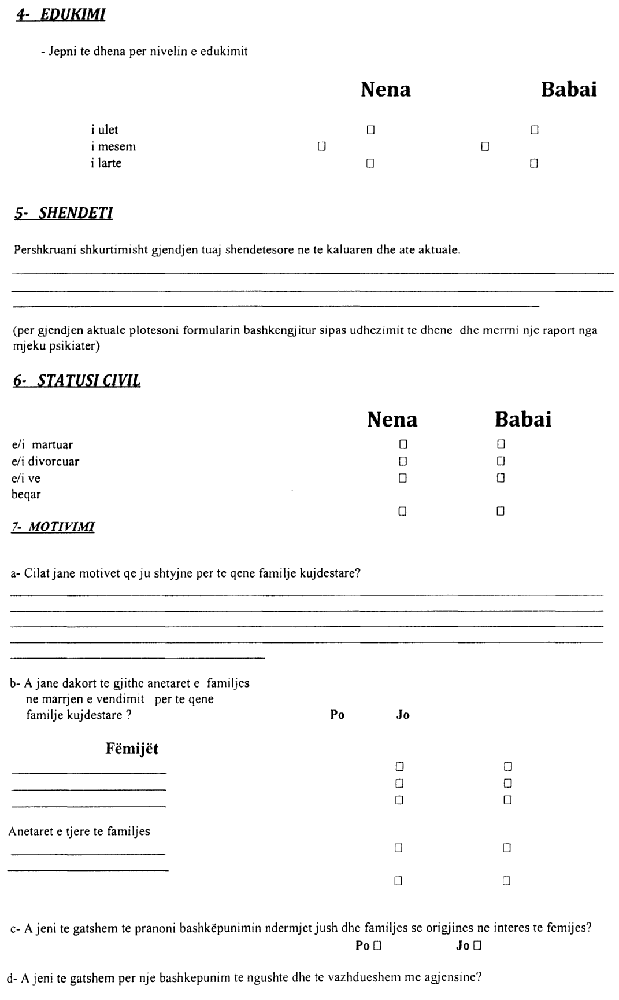 4- EDUKIMI
- Jepni te dhena per nivelin e edukimit
Nena Babai
i ulet □ □
i mesem □ □
i larte □ □
5- SHENDETI
Pershkruani shkurtimisht gjendjen tuaj shendetesore ne te kaluaren dhe ate aktuale.
(per gjendjen aktuale plotesoni formularin bashkengjitur sipas udhezimit te dhene dhe merrni nje raport nga
mjeku psikiater)
6- STATUSI CIVIL
Nena Babai
e/i martuar □ □
e/i divorcuar □ □
e/i ve □ □
beqar
□ □
7- MOTIVIMI
a- Cilat jane motivet qe ju shtyjne per te qene familje kujdestare?
b- A jane dakort te gjithe anetaret e familjes
ne marrjen e vendimit per te qene
familje kujdestare ? Po Jo
Fëmijët
□ □
□ □
□ □
Anetaret e tjere te familjes
□ □
□ □
c- A jeni te gatshem te pranoni bashkëpunimin ndermjet jush dhe familjes se origjines ne interes te femijes?
Po □ Jo □
d- A jeni te gatshem per nje bashkepunim te ngushte dhe te vazhdueshem me agjensine?